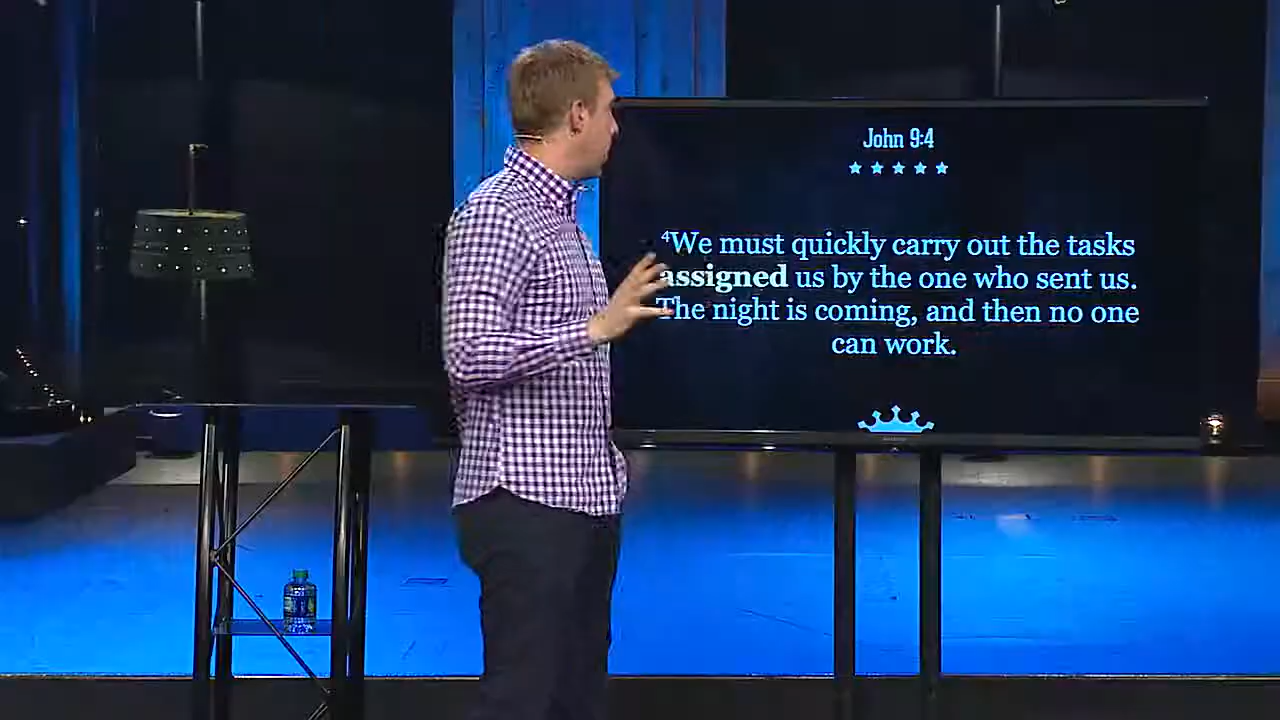 John 9:4
⁴We must quickly carry out the tasks
assigned us by the one who sent us.
The night is coming, and then no one
can work.